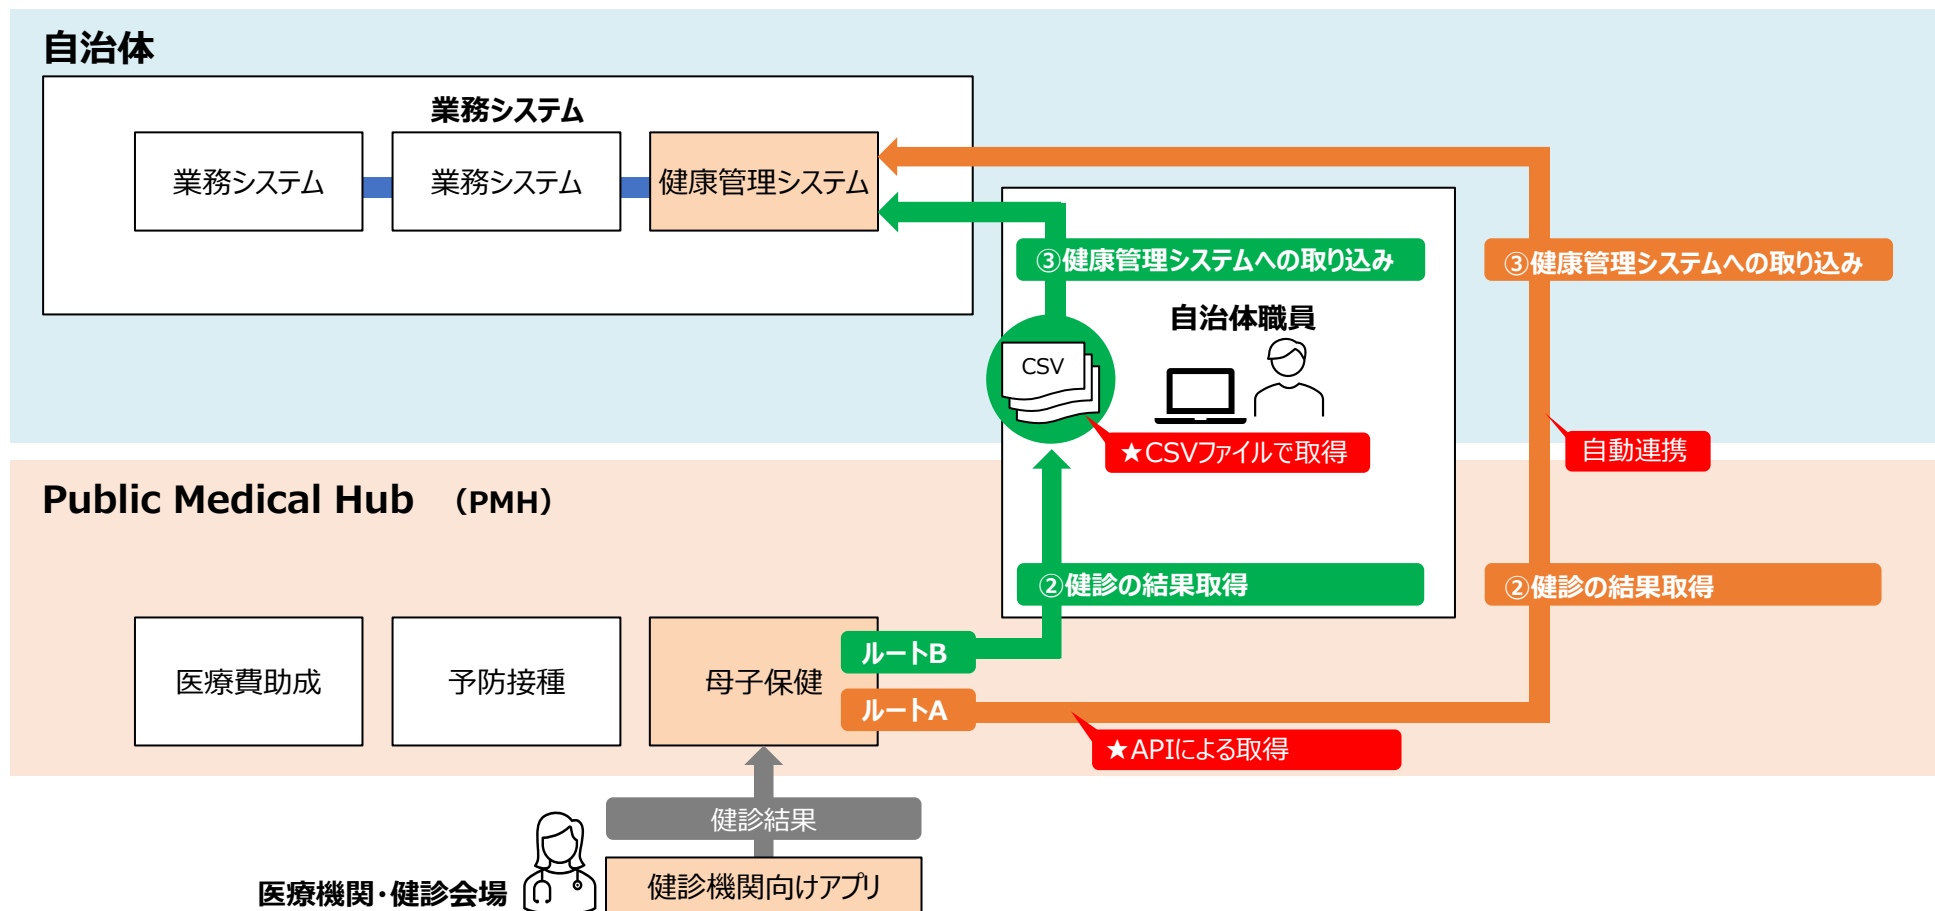 自治体
業務システム
業務システム
業務システム
健康管理システム
③健康管理システムへの取り込み
③健康管理システムへの取り込み
自治体職員
CSV
★CSVファイルで取得
自動連携
Public Medical Hub （PMH）
②健診の結果取得
②健診の結果取得
医療費助成
予防接種
母子保健
ルートB
ルートA
★APIによる取得
健診結果
医療機関・健診会場
健診機関向けアプリ